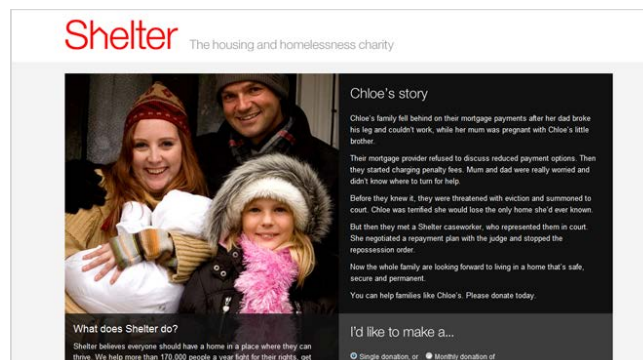 Shelter The housing and homelessness charity
Chloe's story
Chloe's family fell behind on their mortgage payments after her dad broke
his leg and couldn't work, while her mum was pregnant with Chloe's little
brother.
Their mortgage provider refused to discuss reduced payment options. Then
they started charging penalty fees. Mum and dad were really worried and
didn't know where to turn for help.
Before they knew it, they were threatened with eviction and summoned to
court. Chloe was terrified she would lose the only home she'd ever known.
But then they met a Shelter caseworker, who represented them in court.
She negotiated a repayment plan with the judge and stopped the
repossession order.
Now the whole family are looking forward to living in a home that's safe,
secure and permanent.
You can help families like Chloe's. Please donate today.
What does Shelter do?
Shelter believes everyone should have a home in a place where they can
thrive. We help more than 170,000 people a year fight for their rights, get
I'd like to make a...
Single donation, or Monthly donation of